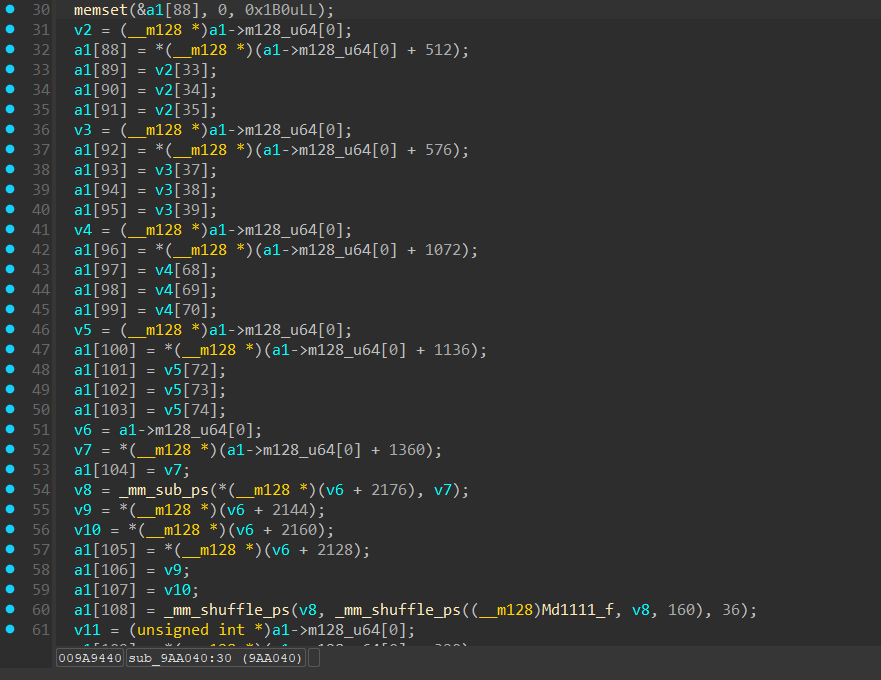 30 memset(&a1[88], 0, 0x1B0uLL);
31 v2 = (__m128 *)a1->m128_u64[0];
32 a1[88] = *(__m128 *)(a1->m128_u64[0] + 512);
33 a1[89] = v2[33];
34 a1[90] = v2[34];
35 a1[91] = v2[35];
36 v3 = (__m128 *)a1->m128_u64[0];
37 a1[92] = *(__m128 *)(a1->m128_u64[0] + 576);
38 a1[93] = v3[37];
39 a1[94] = v3[38];
40 a1[95] = v3[39];
41 v4 = (__m128 *)a1->m128_u64[0];
42 a1[96] = *(__m128 *)(a1->m128_u64[0] + 1072);
43 a1[97] = v4[68];
44 a1[98] = v4[69];
45 a1[99] = v4[70];
46 v5 = (__m128 *)a1->m128_u64[0];
47 a1[100] = *(__m128 *)(a1->m128_u64[0] + 1136);
48 a1[101] = v5[72];
49 a1[102] = v5[73];
50 a1[103] = v5[74];
51 v6 = a1->m128_u64[0];
52 v7 = *(__m128 *)(a1->m128_u64[0] + 1360);
53 a1[104] = v7;
54 v8 = _mm_sub_ps(*(__m128 *)(v6 + 2176), v7);
55 v9 = *(__m128 *)(v6 + 2144);
56 v10 = *(__m128 *)(v6 + 2160);
57 a1[105] = *(__m128 *)(v6 + 2128);
58 a1[106] = v9;
59 a1[107] = v10;
60 a1[108] = _mm_shuffle_ps(v8, _mm_shuffle_ps((__m128)Md1111_f, v8, 160), 36);
61 v11 = (unsigned int *)a1->m128_u64[0];
009A9440 sub_9AA040:30 (9AA040)